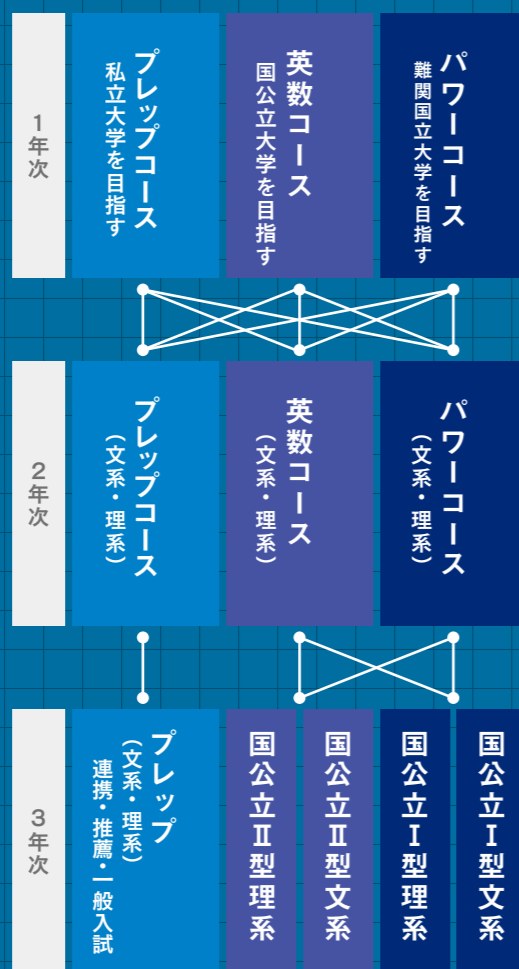 1年次
プレップコース
私立大学を目指す
英数コース
国公立大学を目指す
パワーコース
難関国立大学を目指す
2年次
プレップコース
（文系・理系）
英数コース
（文系・理系）
パワーコース
（文系・理系）
3年次
プレップ
（文系・理系）
連携・推薦・一般入試
国公立Ⅱ型理系
国公立Ⅱ型文系
国公立Ⅰ型理系
国公立Ⅰ型文系